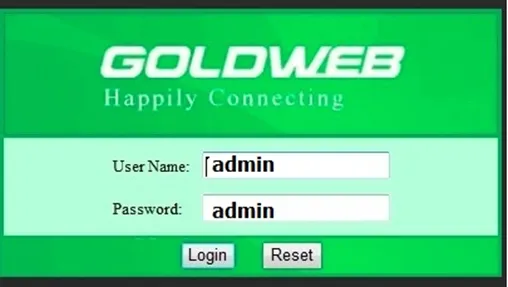 GOLDWEB
Happily Connecting
User Name: admin
Password: admin
Login Reset